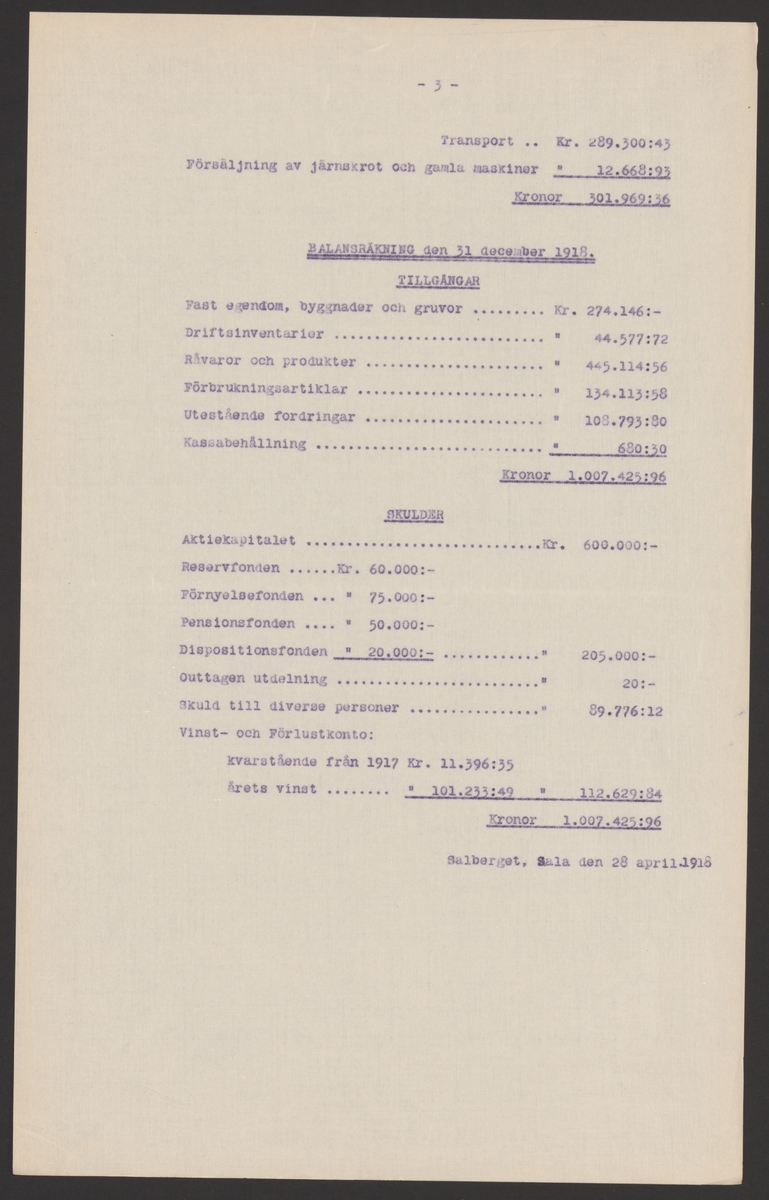 - 3 -
Transport .. Kr. 289.300:43
Försäljning av järnskrot och gamla maskiner " 12.668:93
Kronor 301.969:36
BALANSRÄKNING den 31 december 1918.
TILLGÅNGAR
Fast egendom, byggnader och gruvor ......... Kr. 274.146:-
Driftsinventarier .......................... " 44.577:72
Råvaror och produkter ...................... " 445.114:56
Förbrukningsartiklar ....................... " 134.113:58
Utestående fordringar ...................... " 108.793:80
Kassabehållning ............................ " 680:30
Kronor 1.007.425:96
SKULDER
Aktiekapitalet .............................Kr. 600.000:-
Reservfonden ......Kr. 60.000:-
Förnyelsefonden ... " 75.000:-
Pensionsfonden .... " 50.000:-
Dispositionsfonden " 20.000:- ............" 205.000:-
Outtagen utdelning ........................." 20:-
Skuld till diverse personer ................" 89.776:12
Vinst- och Förlustkonto:
kvarstående från 1917 Kr. 11.396:35
årets vinst ........ " 101.233:49 " 112.629:84
Kronor 1.007.425:96
Salberget, Sala den 28 april.1918